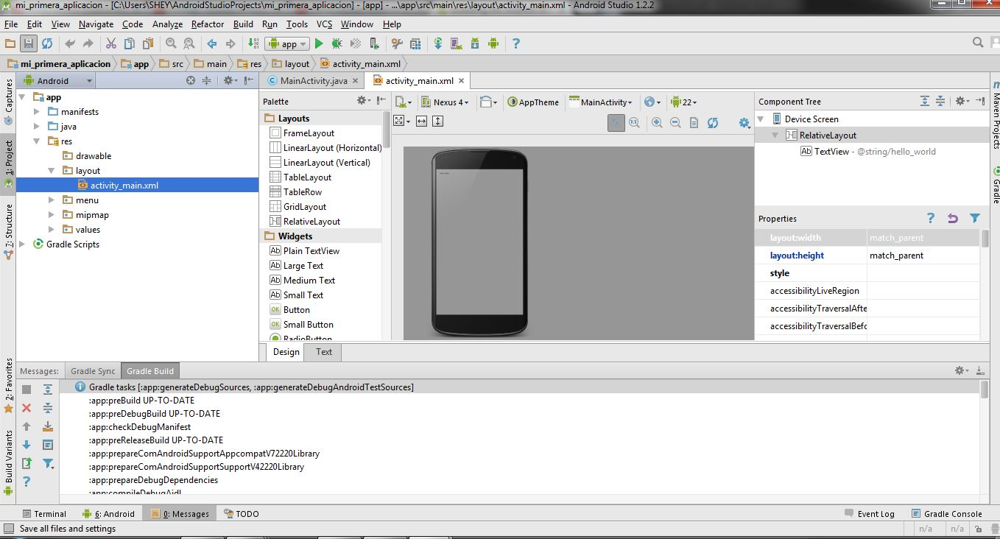 mi_primera_aplicacion - [C:\Users\SHEY\AndroidStudioProjects\mi_primera_aplicacion] - [app] - ...\app\src\main\res\layout\activity_main.xml - Android Studio 1.2.2
File Edit View Navigate Code Analyze Refactor Build Run Tools VCS Window Help
app
mi_primera_aplicacion app src main res layout activity_main.xml
Captures
1: Project
7: Structure
2: Favorites
Build Variants
Android
app
manifests
java
res
drawable
layout
activity_main.xml
menu
mipmap
values
Gradle Scripts
MainActivity.java activity_main.xml
Palette
Layouts
FrameLayout
LinearLayout (Horizontal)
LinearLayout (Vertical)
TableLayout
TableRow
GridLayout
RelativeLayout
Widgets
Ab Plain TextView
Ab Large Text
Ab Medium Text
Ab Small Text
OK Button
OK Small Button
RadioButton
Nexus 4 AppTheme MainActivity 22
Design Text
Component Tree
Device Screen
RelativeLayout
Ab TextView - @string/hello_world
Properties
layout:width match_parent
layout:height match_parent
style
accessibilityLiveRegion
accessibilityTraversalAfte
accessibilityTraversalBefo
Maven Projects
Gradle
Messages: Gradle Sync Gradle Build
Gradle tasks [:app:generateDebugSources, :app:generateDebugAndroidTestSources]
:app:preBuild UP-TO-DATE
:app:preDebugBuild UP-TO-DATE
:app:checkDebugManifest
:app:preReleaseBuild UP-TO-DATE
:app:prepareComAndroidSupportAppcompatV72220Library
:app:prepareComAndroidSupportSupportV42220Library
:app:prepareDebugDependencies
:app:compileDebugAidl
Terminal 6: Android 0: Messages TODO Event Log Gradle Console
Save all files and settings n/a n/a